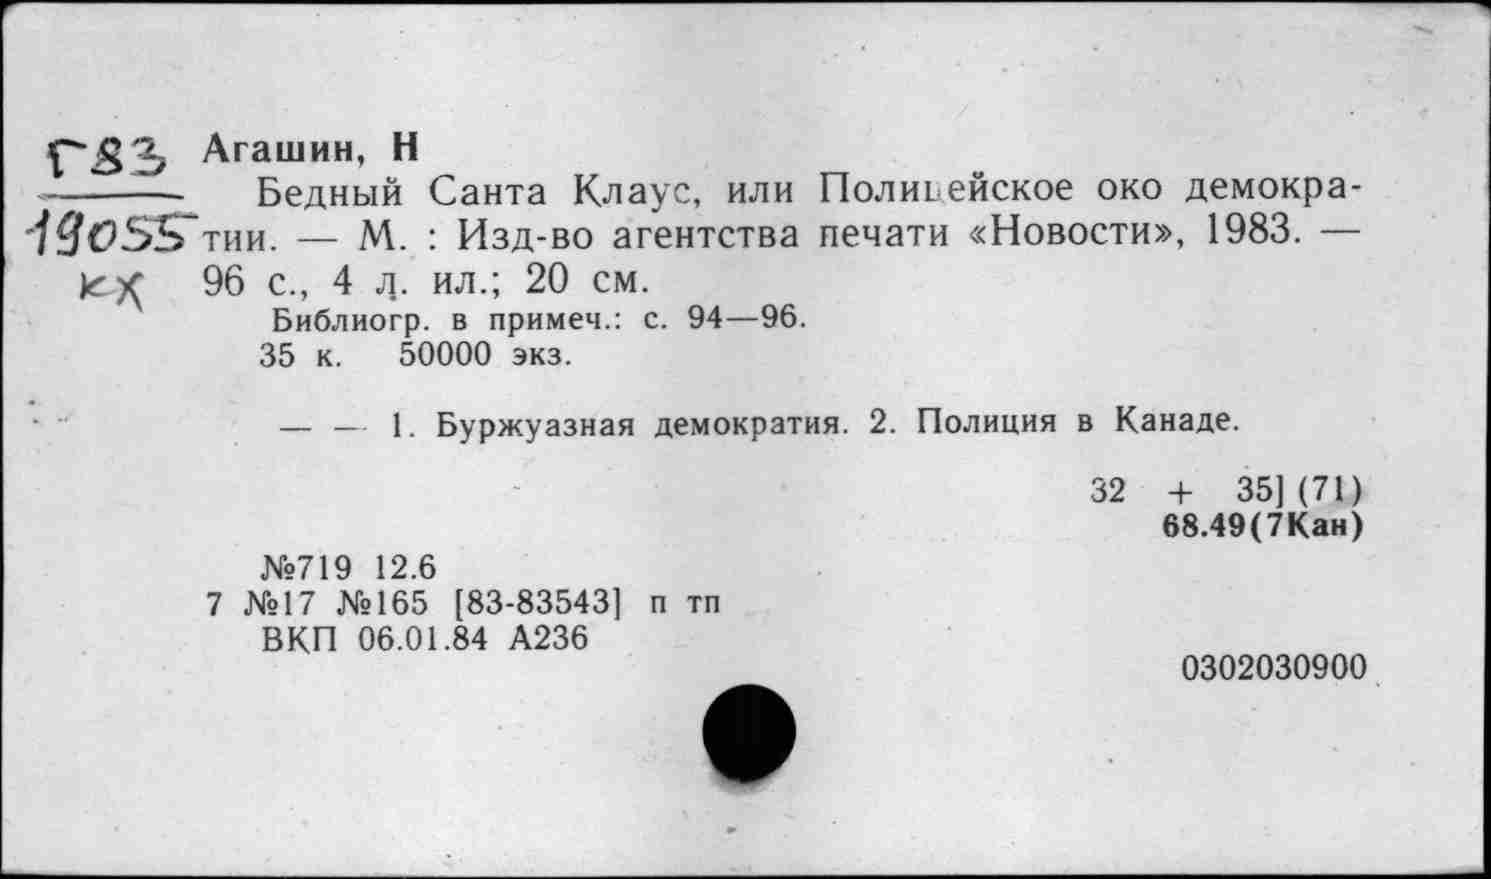 Г83 Агашин, Н
Бедный Санта Клаус, или Полицейское око демокра-
19055 тии. — М. : Изд-во агентства печати «Новости», 1983. —
кх 96 с., 4 л. ил.; 20 см.
Библиогр. в примеч.: с. 94—96.
35 к. 50000 экз.
— — 1. Буржуазная демократия. 2. Полиция в Канаде.
32 + 35] (71)
68.49(7Кан)
№719 12.6
7 №17 №165 [83-83543] п тп
ВКП 06.01.84 А236
0302030900